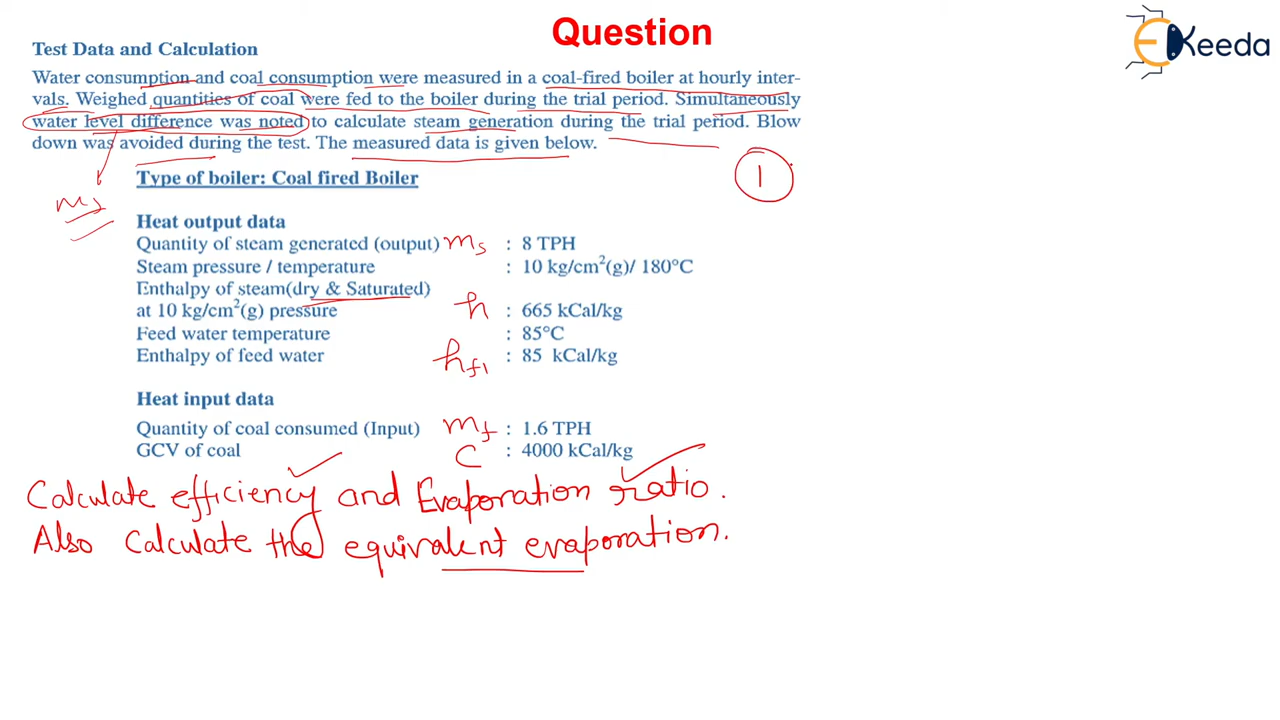 Question
EKeeda
Test Data and Calculation
Water consumption and coal consumption were measured in a coal-fired boiler at hourly inter-
vals. Weighed quantities of coal were fed to the boiler during the trial period. Simultaneously
water level difference was noted to calculate steam generation during the trial period. Blow
down was avoided during the test. The measured data is given below.
Type of boiler: Coal fired Boiler
1
ms
Heat output data
Quantity of steam generated (output) ms : 8 TPH
Steam pressure / temperature : 10 kg/cm²(g)/ 180°C
Enthalpy of steam(dry & Saturated)
at 10 kg/cm²(g) pressure h : 665 kCal/kg
Feed water temperature : 85°C
Enthalpy of feed water hf1 : 85 kCal/kg
Heat input data
Quantity of coal consumed (Input) mf : 1.6 TPH
GCV of coal C : 4000 kCal/kg
Calculate efficiency and Evaporation ratio.
Also Calculate the equivalent evaporation.